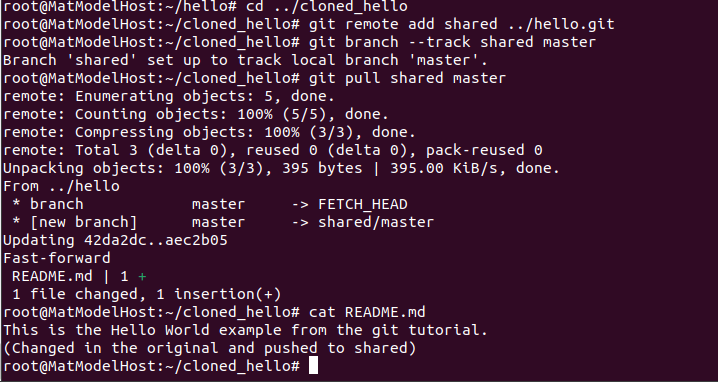 root@MatModelHost:~/hello# cd ../cloned_hello
root@MatModelHost:~/cloned_hello# git remote add shared ../hello.git
root@MatModelHost:~/cloned_hello# git branch --track shared master
Branch 'shared' set up to track local branch 'master'.
root@MatModelHost:~/cloned_hello# git pull shared master
remote: Enumerating objects: 5, done.
remote: Counting objects: 100% (5/5), done.
remote: Compressing objects: 100% (3/3), done.
remote: Total 3 (delta 0), reused 0 (delta 0), pack-reused 0
Unpacking objects: 100% (3/3), 395 bytes | 395.00 KiB/s, done.
From ../hello
 * branch            master     -> FETCH_HEAD
 * [new branch]      master     -> shared/master
Updating 42da2dc..aec2b05
Fast-forward
 README.md | 1 +
 1 file changed, 1 insertion(+)
root@MatModelHost:~/cloned_hello# cat README.md
This is the Hello World example from the git tutorial.
(Changed in the original and pushed to shared)
root@MatModelHost:~/cloned_hello#